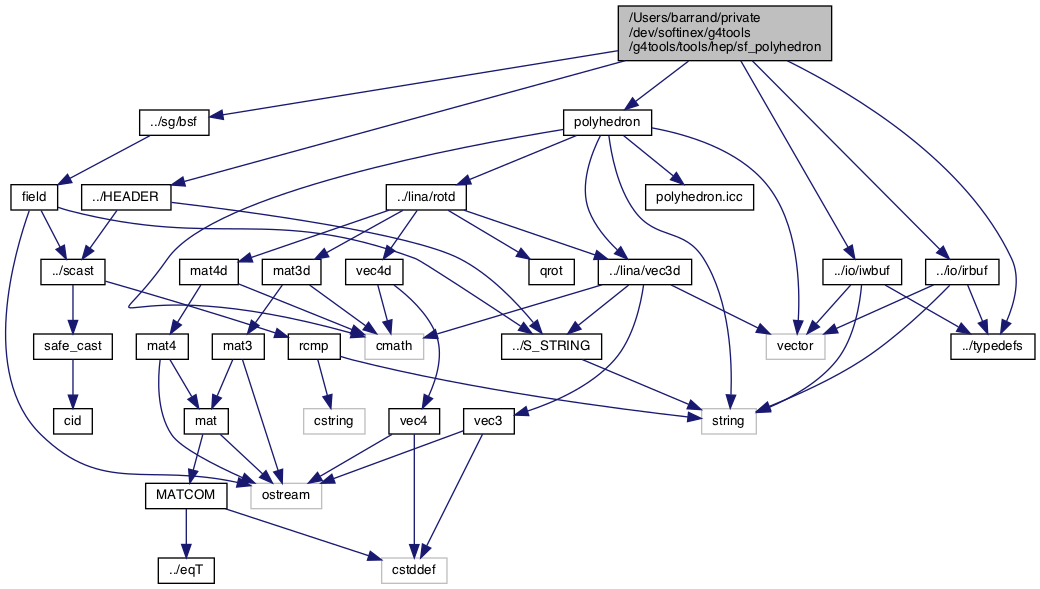 /Users/barrand/private
/dev/softinex/g4tools
/g4tools/tools/hep/sf_polyhedron
../sg/bsf
polyhedron
field
../HEADER
../lina/rotd
polyhedron.icc
../scast
mat4d
mat3d
vec4d
qrot
../lina/vec3d
../io/iwbuf
../io/irbuf
safe_cast
mat4
mat3
rcmp
cmath
../S_STRING
vector
../typedefs
cid
mat
cstring
vec4
vec3
string
MATCOM
ostream
../eqT
cstddef